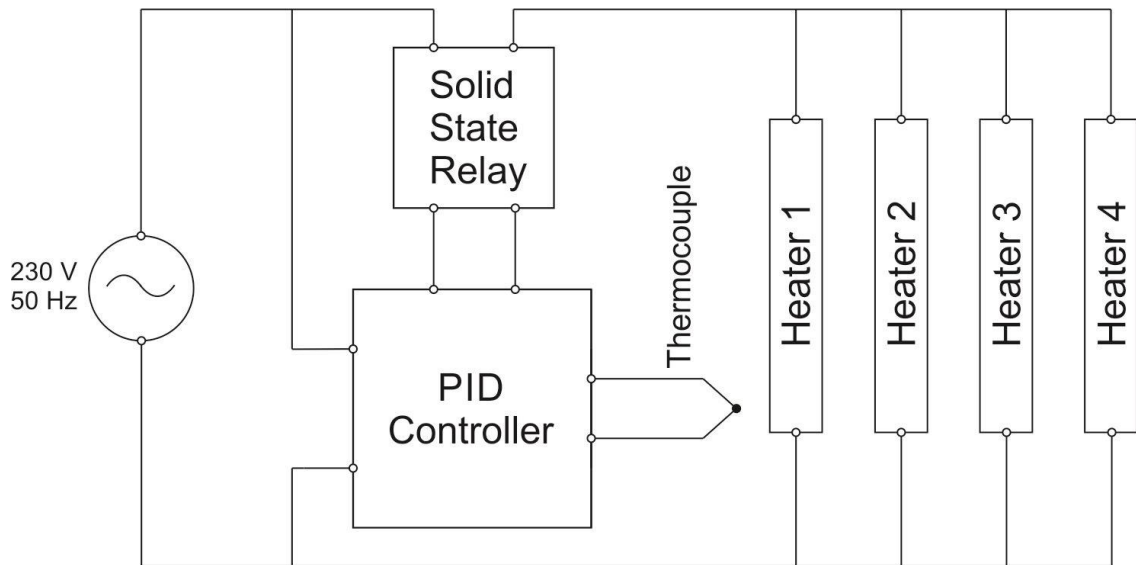 Solid
State
Relay
230 V
50 Hz
PID
Controller
Thermocouple
Heater 1
Heater 2
Heater 3
Heater 4